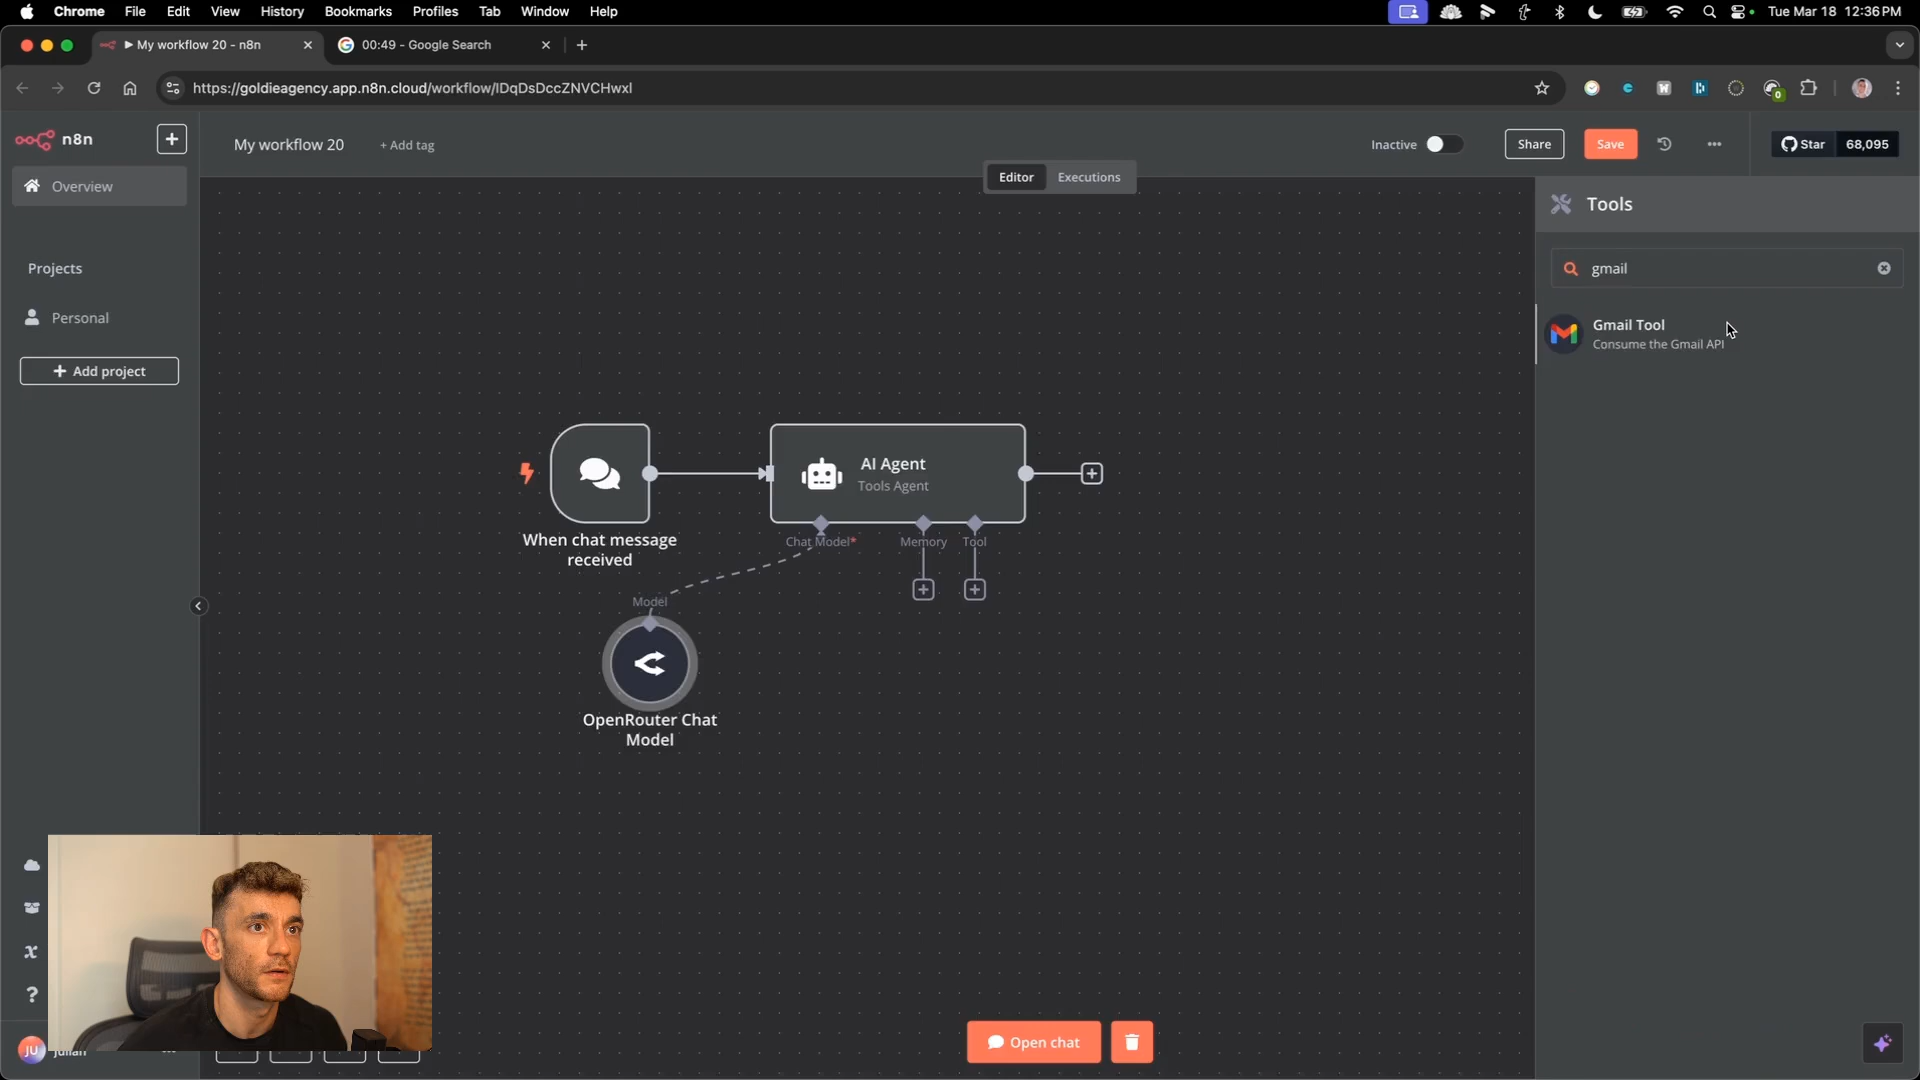 Chrome File Edit View History Bookmarks Profiles Tab Window Help
Tue Mar 18 12:36 PM
My workflow 20 - n8n
00:49 - Google Search
https://goldieagency.app.n8n.cloud/workflow/IDqDsDccZNVCHwxI
0
n8n
My workflow 20
+ Add tag
Inactive
Share
Save
Star 68,095
Editor Executions
Overview
Tools
gmail
Projects
Personal
Gmail Tool
Consume the Gmail API
Add project
AI Agent
Tools Agent
When chat message
received
Chat Model*
Memory
Tool
Model
OpenRouter Chat
Model
JU
Open chat